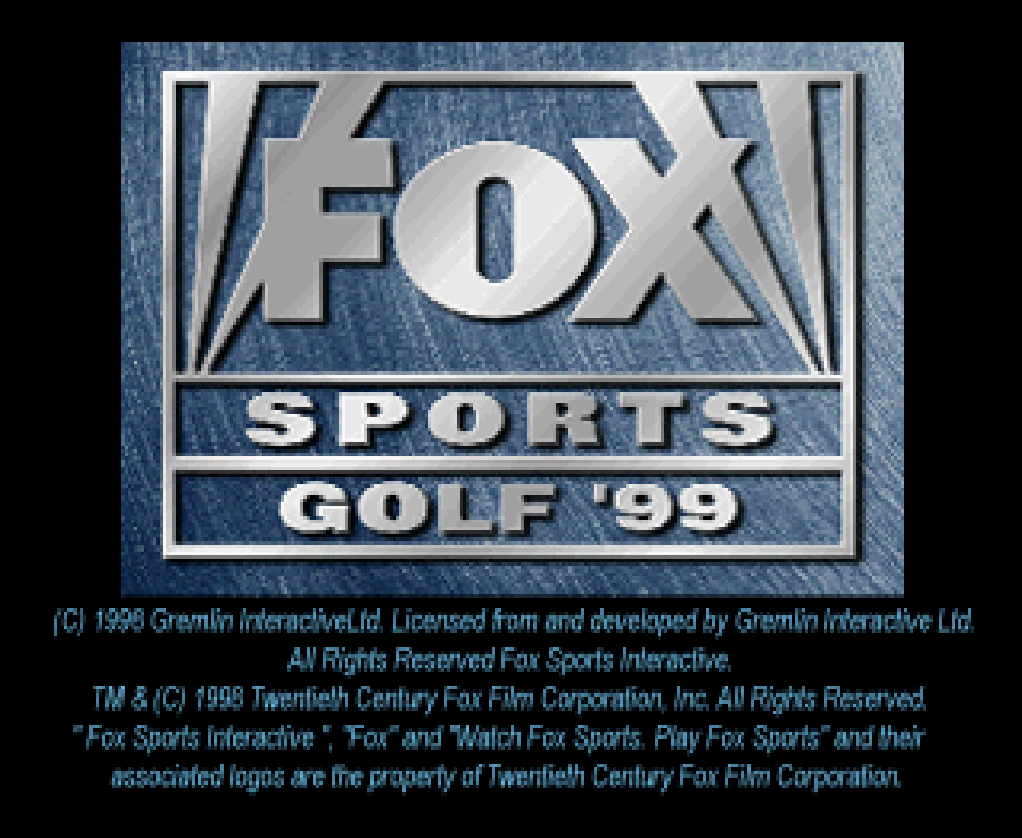 FOX
SPORTS
GOLF '99
(C) 1998 Gremlin InteractiveLtd. Licensed from and developed by Gremlin Interactive Ltd.
All Rights Reserved Fox Sports Interactive.
TM & (C) 1998 Twentieth Century Fox Film Corporation, Inc. All Rights Reserved.
" Fox Sports Interactive ", "Fox" and "Watch Fox Sports. Play Fox Sports" and their
associated logos are the property of Twentieth Century Fox Film Corporation.